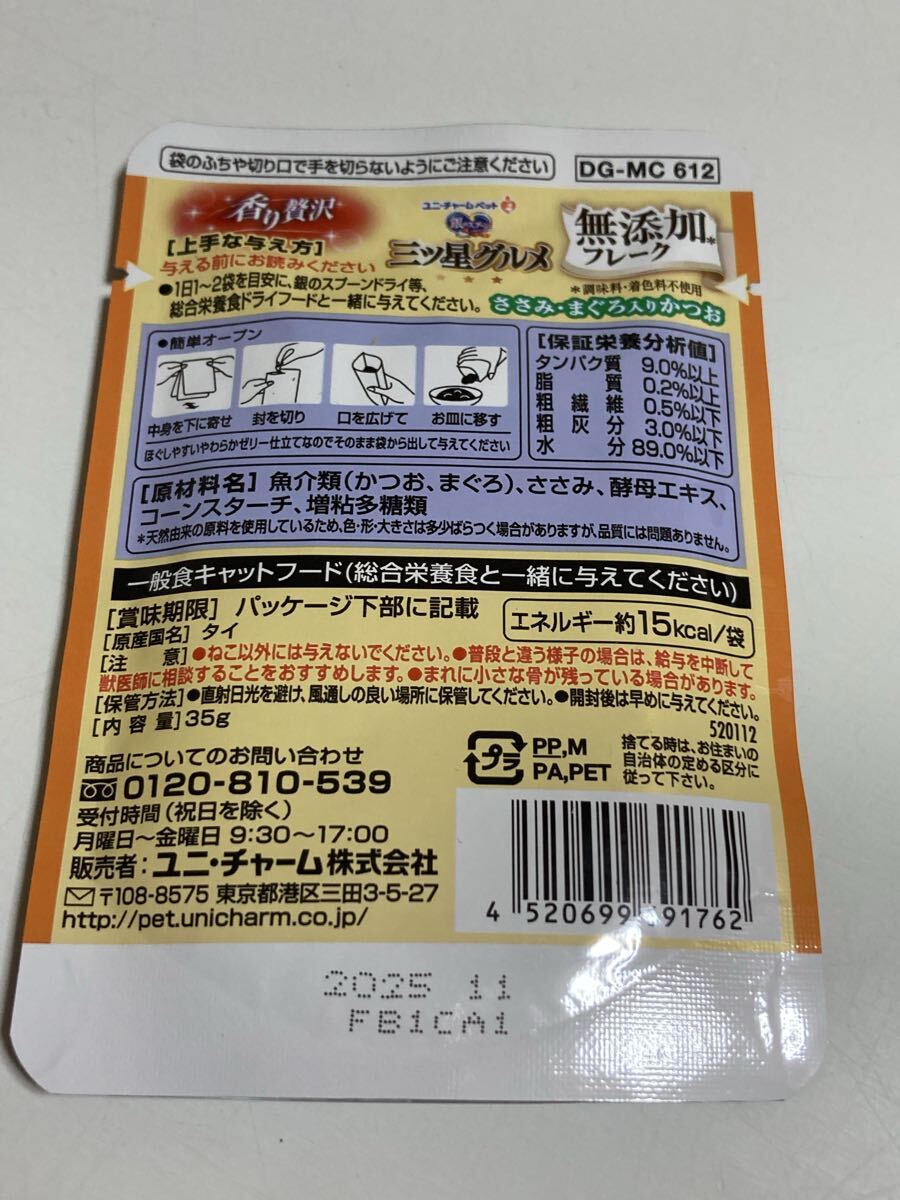 袋のふちや切り口で手を切らないようにご注意ください
DG-MC 612
香り贅沢
ユニ・チャーム ペット
銀のスプーン
三ツ星グルメ
無添加*
フレーク
*調味料・着色料不使用
ささみ・まぐろ入りかつお
[上手な与え方]
与える前にお読みください
●1日1~2袋を目安に、銀のスプーンドライ等、
総合栄養食ドライフードと一緒に与えてください。
●簡単オープン
中身を下に寄せ 封を切り 口を広げて お皿に移す
ほぐしやすいやわらかゼリー仕立てなのでそのまま袋から出して与えてください
[保証栄養分析値]
タンパク質 9.0%以上
脂質 0.2%以上
粗繊維 0.5%以下
粗灰分 3.0%以下
水分 89.0%以下
[原材料名]魚介類(かつお、まぐろ)、ささみ、酵母エキス、
コーンスターチ、増粘多糖類
*天然由来の原料を使用しているため、色・形・大きさは多少ばらつく場合がありますが、品質には問題ありません。
一般食キャットフード(総合栄養食と一緒に与えてください)
[賞味期限] パッケージ下部に記載
エネルギー約15kcal/袋
[原産国名]タイ
[注意]●ねこ以外には与えないでください。●普段と違う様子の場合は、給与を中断して
獣医師に相談することをおすすめします。●まれに小さな骨が残っている場合があります。
[保管方法]●直射日光を避け、風通しの良い場所に保管してください。●開封後は早めに与えてください。
[内容量]35g
520112
商品についてのお問い合わせ
0120-810-539
受付時間(祝日を除く)
月曜日~金曜日 9:30~17:00
販売者:ユニ・チャーム株式会社
〒108-8575 東京都港区三田3-5-27
http://pet.unicharm.co.jp/
プラ
PP,M
PA,PET
捨てる時は、お住まいの
自治体の定める区分に
従って下さい。
4 520699 691762
2025 11
FB1CA1